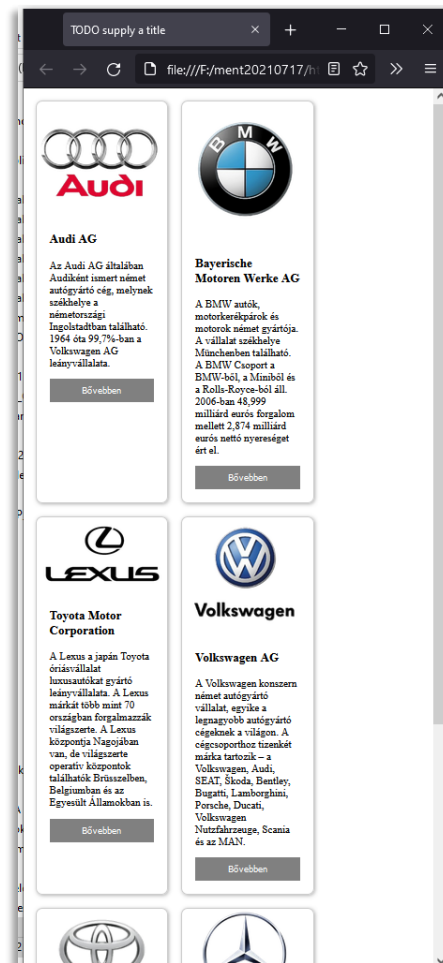 TODO supply a title
file:///F:/ment20210717/h
Audi
Audi AG
Az Audi AG általában
Audiként ismert német
autógyártó cég, melynek
székhelye a
németországi
Ingolstadtban található.
1964 óta 99,7%-ban a
Volkswagen AG
leányvállalata.
Bővebben
BMW
Bayerische
Motoren Werke AG
A BMW autók,
motorkerékpárok és
motorok német gyártója.
A vállalat székhelye
Münchenben található.
A BMW Csoport a
BMW-ből, a Miniből és
a Rolls-Royce-ból áll.
2006-ban 48,999
milliárd eurós forgalom
mellett 2,874 milliárd
eurós nettó nyereséget
ért el.
Bővebben
LEXUS
Toyota Motor
Corporation
A Lexus a japán Toyota
óriásvállalat
luxusautókat gyártó
leányvállalata. A Lexus
márkát több mint 70
országban forgalmazzák
világszerte. A Lexus
központja Nagojában
van, de világszerte
operatív központok
találhatók Brüsszelben,
Belgiumban és az
Egyesült Államokban is.
Bővebben
Volkswagen
Volkswagen AG
A Volkswagen konszern
német autógyártó
vállalat, egyike a
legnagyobb autógyártó
cégeknek a világon. A
cégcsoporthoz tizenkét
márka tartozik – a
Volkswagen, Audi,
SEAT, Škoda, Bentley,
Bugatti, Lamborghini,
Porsche, Ducati,
Volkswagen
Nutzfahrzeuge, Scania
és az MAN.
Bővebben